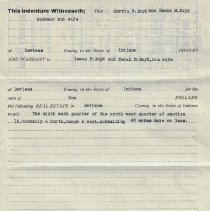 This Indenture Witnesseth; That Marvin P.Boyd and Bessie M.Boyd
husband and wife
of Daviess County, in the State of Indiana CONVEY
AND WARRANT to Lucas P.Boyd and Sarah E.Boyd,his wife
of Daviess County, in the State of Indiana for the
sum of One DOLLARS
the following REAL ESTATE in Daviess County, in the State of Indiana
to-wit: The south east quarter of the north west quarter of section
township 4 north,range 6 west,containing 40 acres more or less,